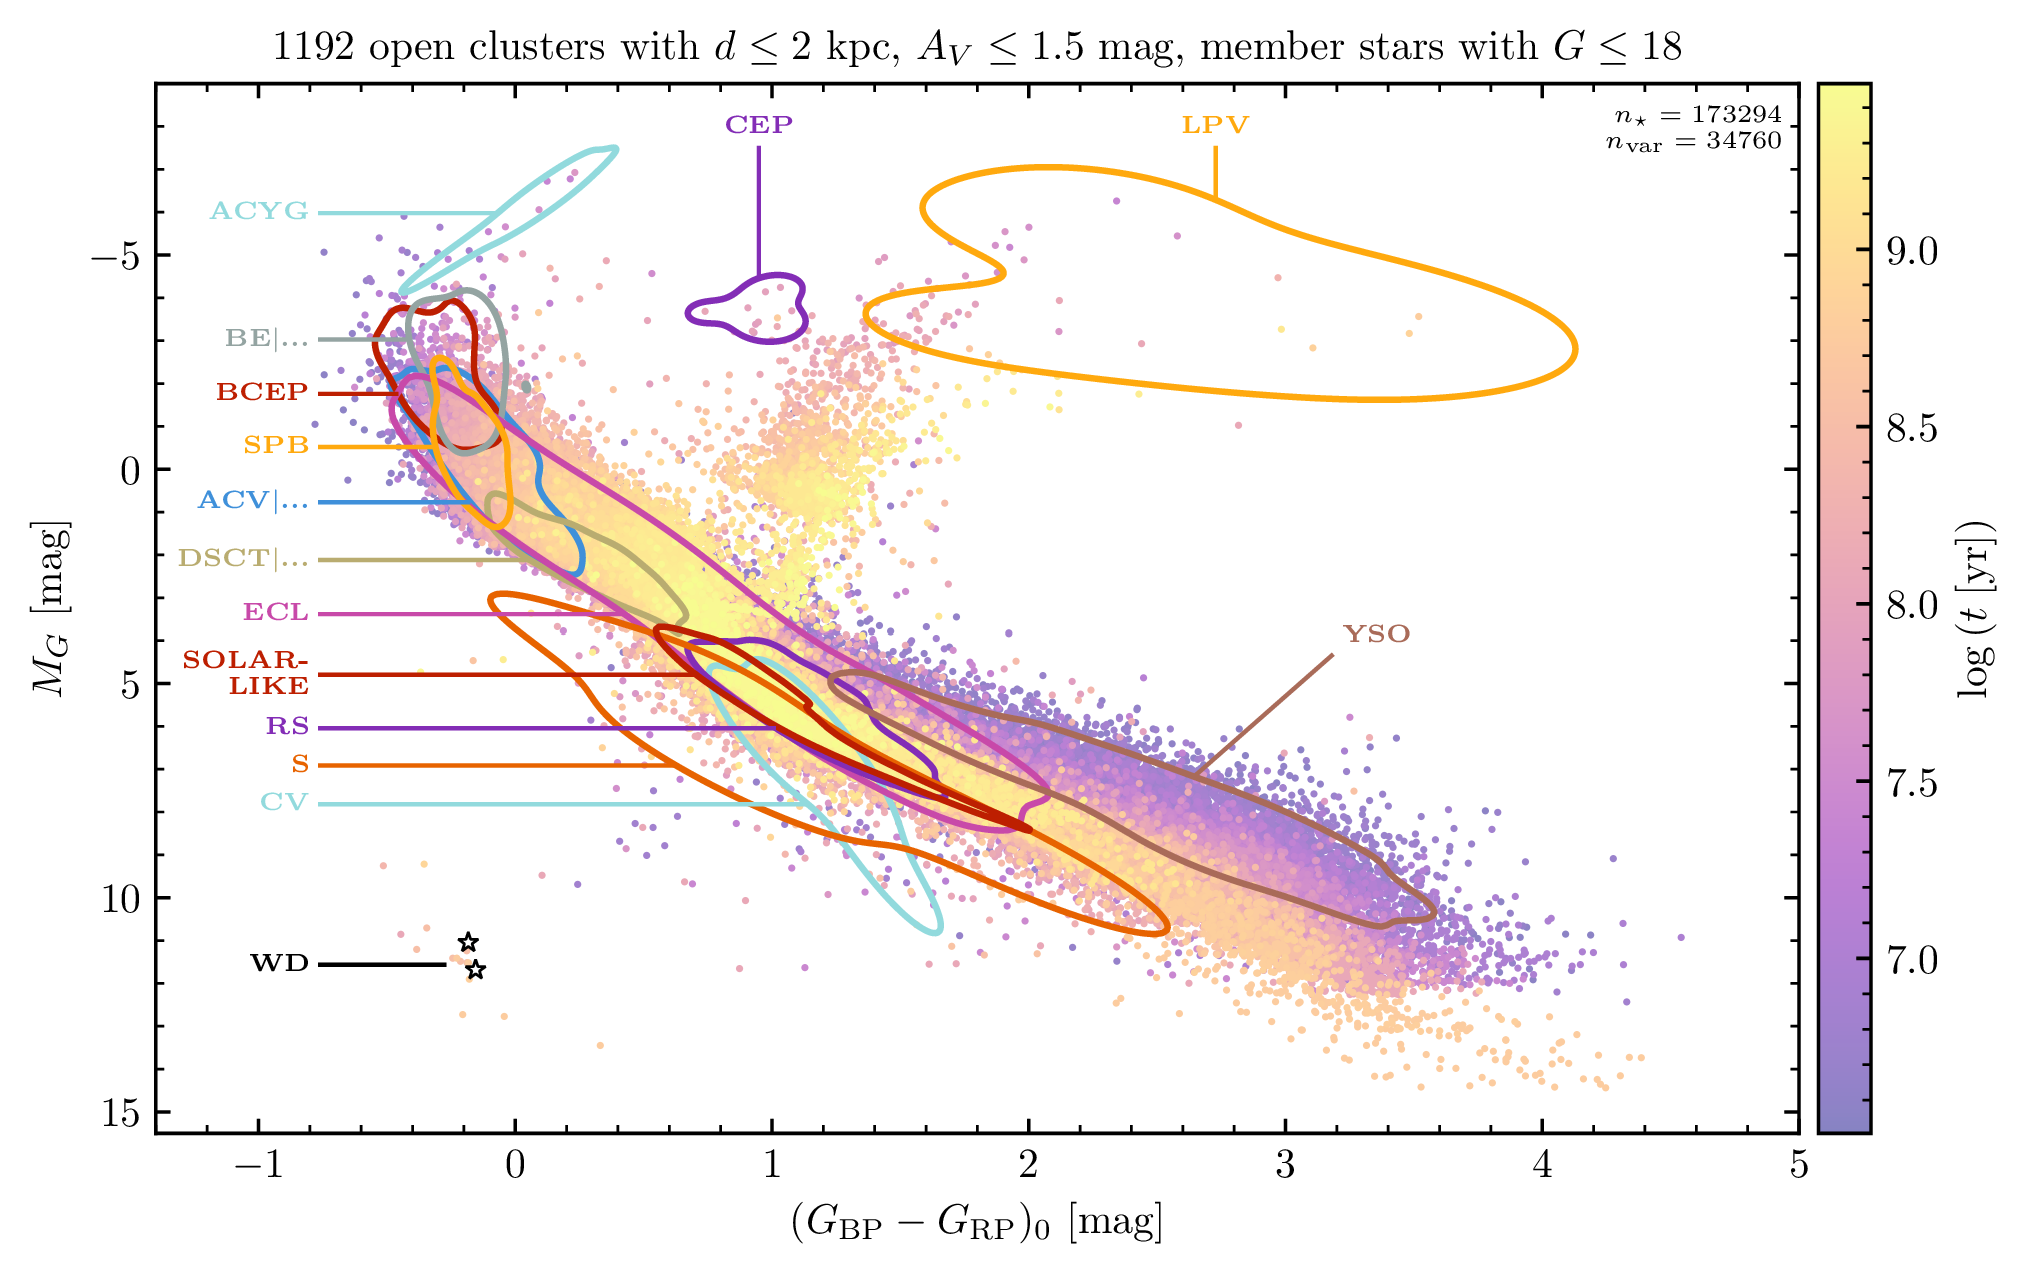 1192 open clusters with d ≤ 2 kpc, A_V ≤ 1.5 mag, member stars with G ≤ 18
n⋆ = 173294
n_var = 34760
CEP
LPV
ACYG
BE|...
BCEP
SPB
ACV|...
DSCT|...
ECL
SOLAR-
LIKE
RS
S
CV
WD
YSO
−5
0
5
10
15
M_G [mag]
−1 0 1 2 3 4 5
(G_BP − G_RP)_0 [mag]
9.0
8.5
8.0
7.5
7.0
log (t [yr])